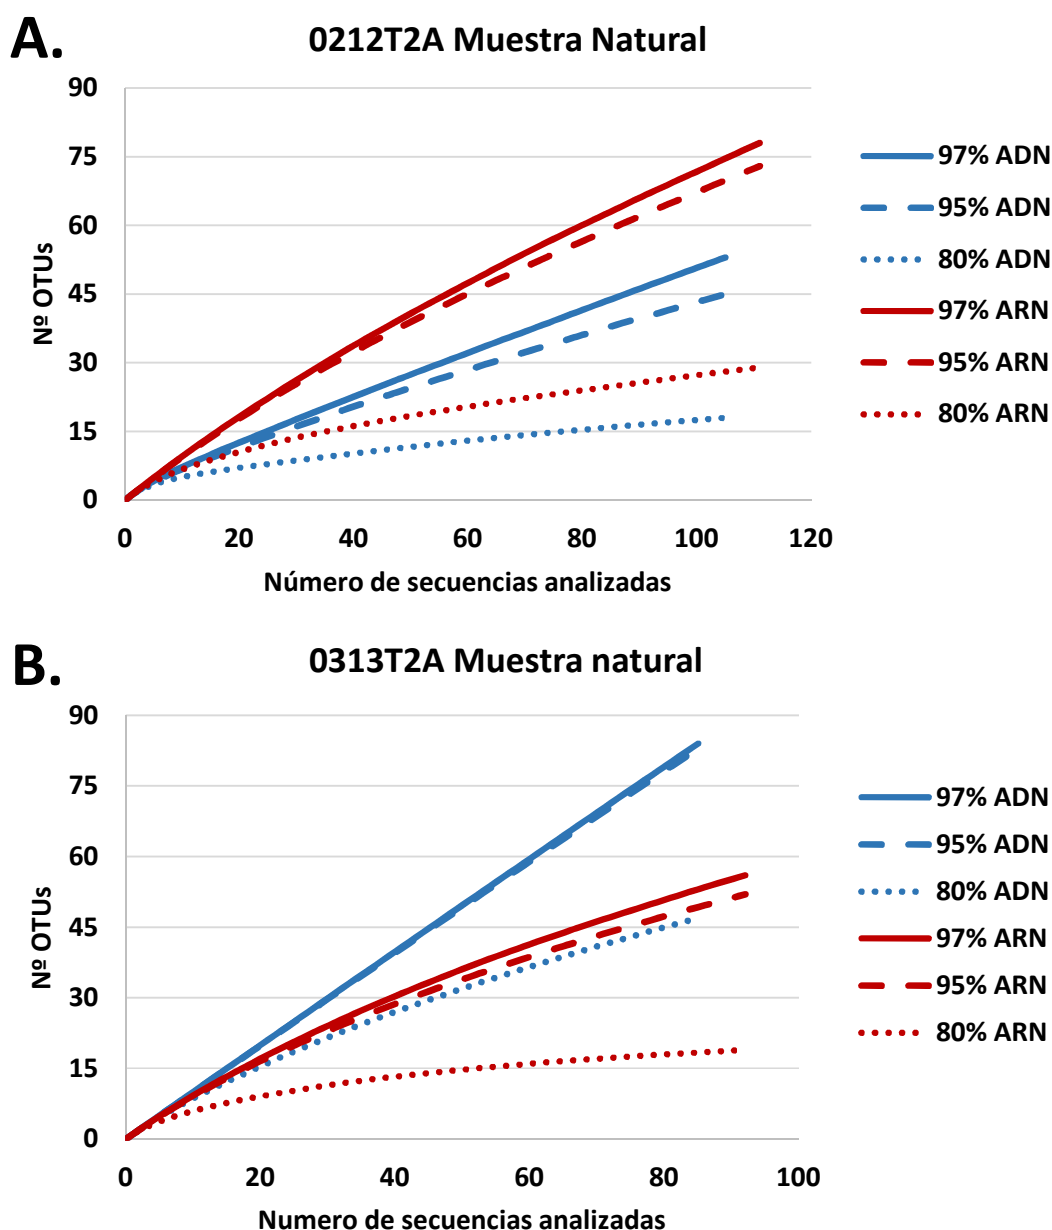 A.
0212T2A Muestra Natural
90
75
60
45
30
15
0
Nº OTUs
0 20 40 60 80 100 120
Número de secuencias analizadas
97% ADN
95% ADN
80% ADN
97% ARN
95% ARN
80% ARN
B.
0313T2A Muestra natural
90
75
60
45
30
15
0
Nº OTUs
0 20 40 60 80 100
Numero de secuencias analizadas
97% ADN
95% ADN
80% ADN
97% ARN
95% ARN
80% ARN